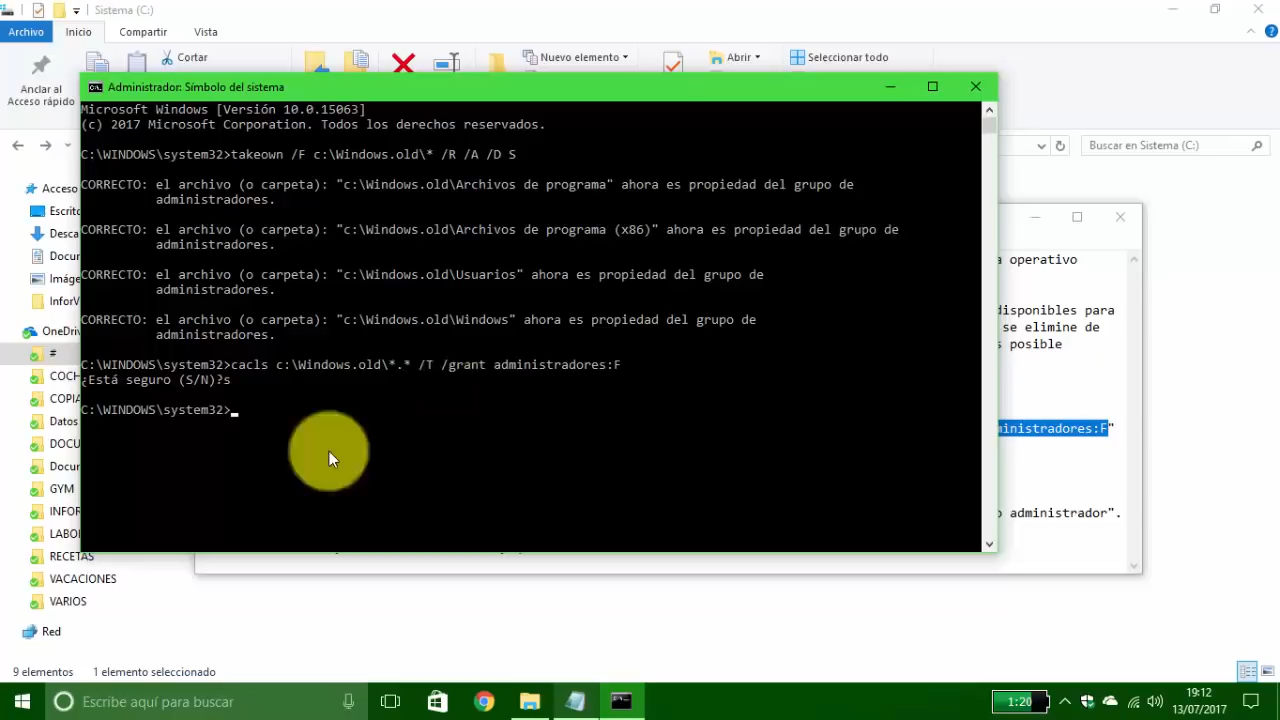 Sistema (C:)
Archivo
Inicio
Compartir
Vista
Anclar al
Acceso rápido
Cortar
Nuevo elemento
Abrir
Seleccionar todo
Administrador: Símbolo del sistema
Microsoft Windows [Versión 10.0.15063]
(c) 2017 Microsoft Corporation. Todos los derechos reservados.
C:\WINDOWS\system32>takeown /F c:\Windows.old\* /R /A /D S
CORRECTO: el archivo (o carpeta): "c:\Windows.old\Archivos de programa" ahora es propiedad del grupo de
administradores.
CORRECTO: el archivo (o carpeta): "c:\Windows.old\Archivos de programa (x86)" ahora es propiedad del grupo de
administradores.
CORRECTO: el archivo (o carpeta): "c:\Windows.old\Usuarios" ahora es propiedad del grupo de
administradores.
CORRECTO: el archivo (o carpeta): "c:\Windows.old\Windows" ahora es propiedad del grupo de
administradores.
C:\WINDOWS\system32>cacls c:\Windows.old\*.* /T /grant administradores:F
¿Está seguro (S/N)?s
C:\WINDOWS\system32>
Buscar en Sistema (C:)
Acceso
Escrito
Desca
Docum
Imáge
InforV
OneDriv
#
COCH
COPIA
Datos
DOCU
Docum
GYM
INFOR
LABOR
RECETAS
VACACIONES
VARIOS
Red
a operativo
disponibles para
se elimine de
s posible
ministradores:F"
o administrador".
9 elementos
1 elemento seleccionado
Escribe aquí para buscar
1:20
19:12
13/07/2017